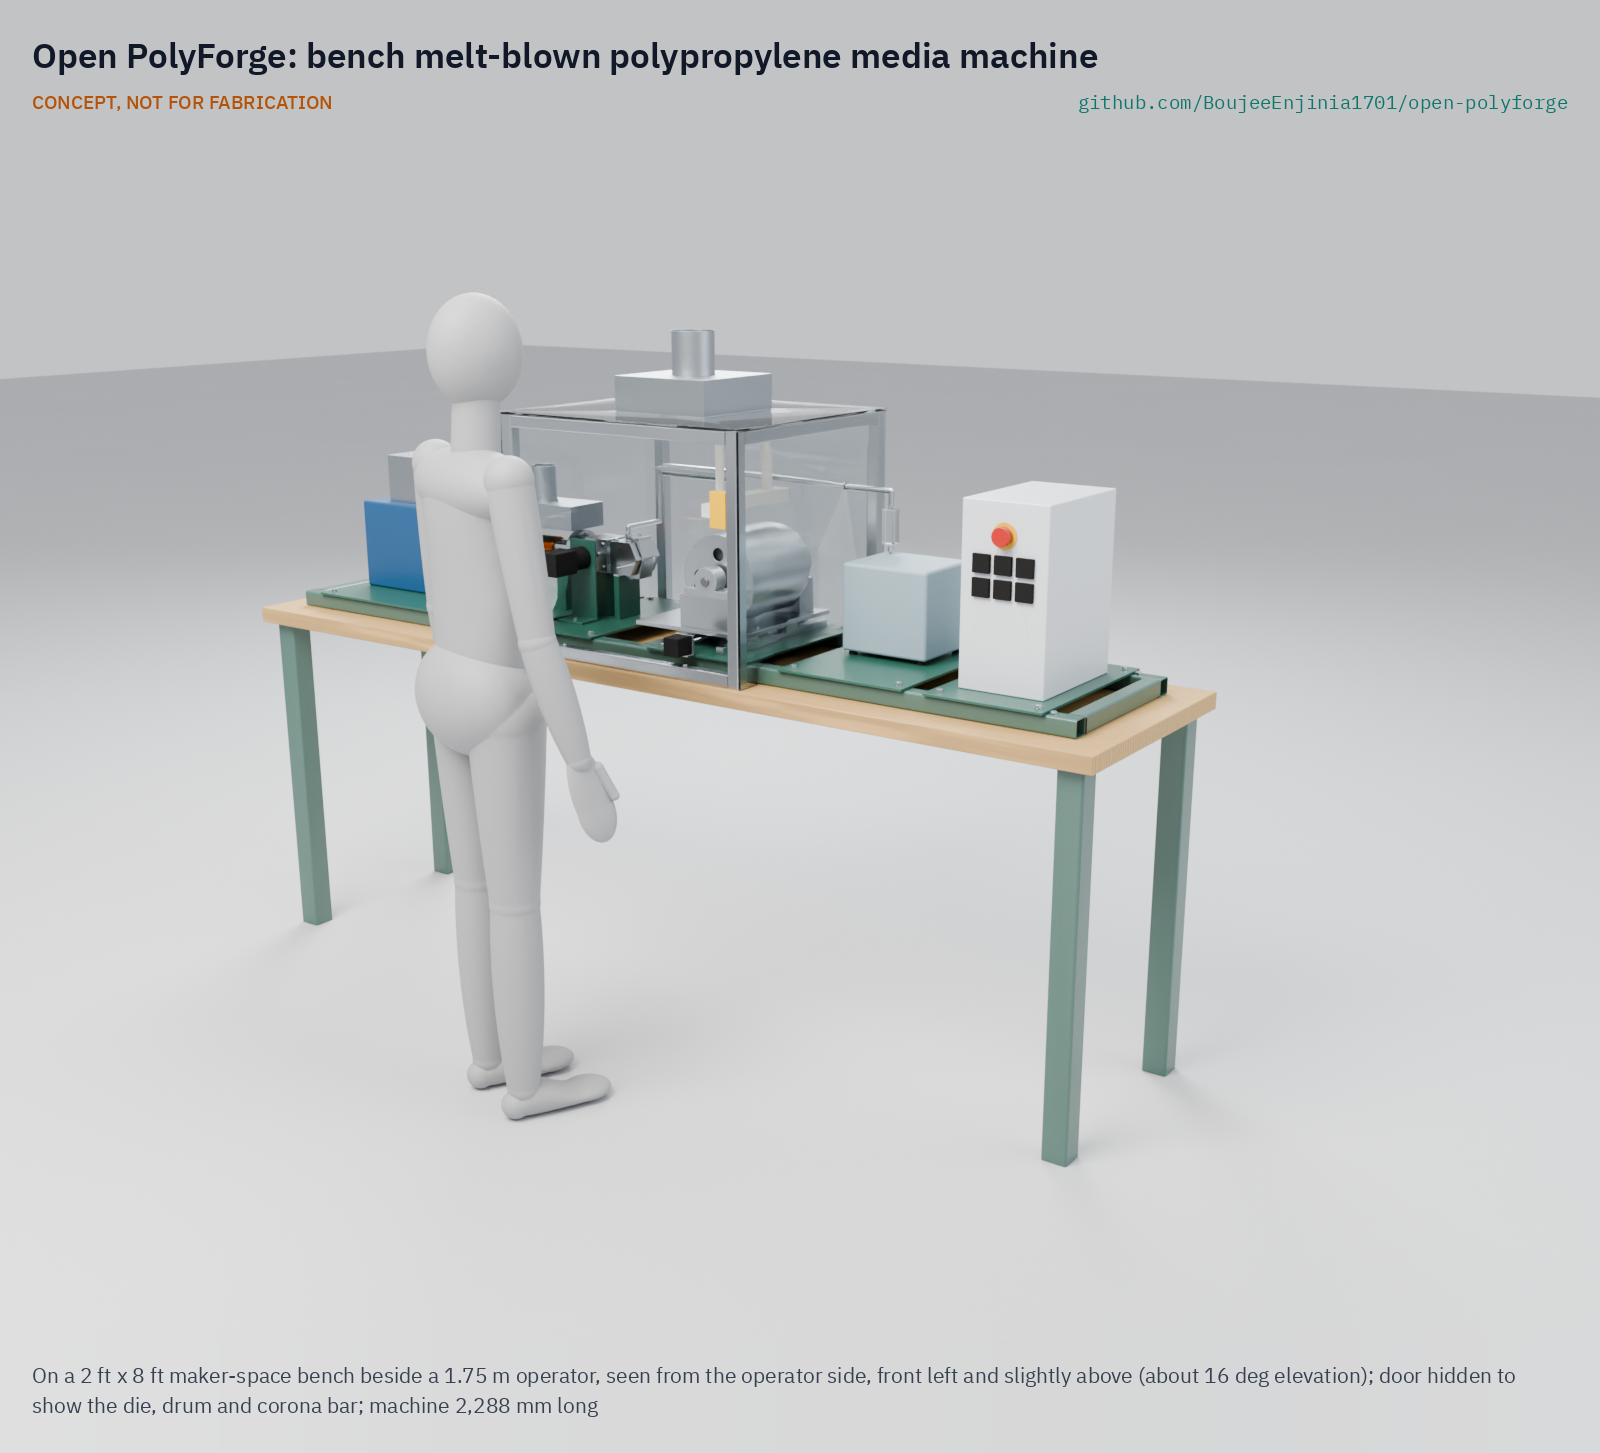 Open PolyForge: bench melt-blown polypropylene media machine
CONCEPT, NOT FOR FABRICATION
github.com/BoujeeEnjinia1701/open-polyforge
On a 2 ft x 8 ft maker-space bench beside a 1.75 m operator, seen from the operator side, front left and slightly above (about 16 deg elevation); door hidden to
show the die, drum and corona bar; machine 2,288 mm long